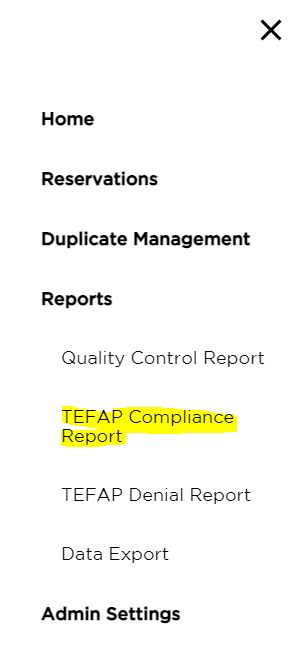 Home
Reservations
Duplicate Management
Reports
Quality Control Report
TEFAP Compliance
Report
TEFAP Denial Report
Data Export
Admin Settings